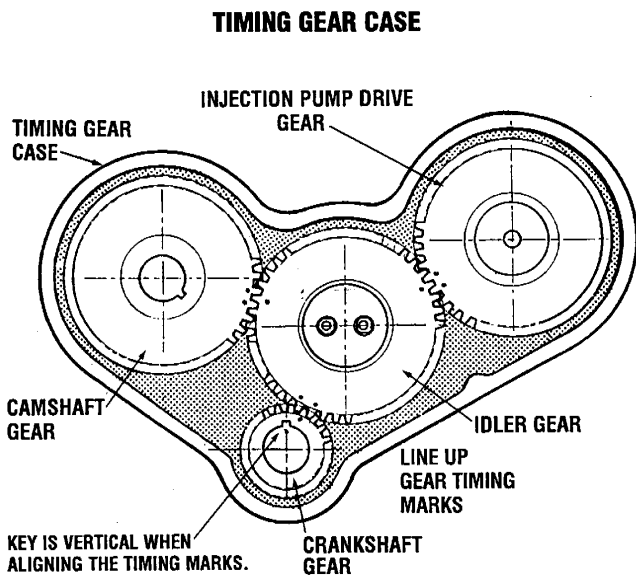 TIMING GEAR CASE
INJECTION PUMP DRIVE
GEAR
TIMING GEAR
CASE
CAMSHAFT
GEAR
IDLER GEAR
LINE UP
GEAR TIMING
MARKS
KEY IS VERTICAL WHEN
ALIGNING THE TIMING MARKS.
CRANKSHAFT
GEAR